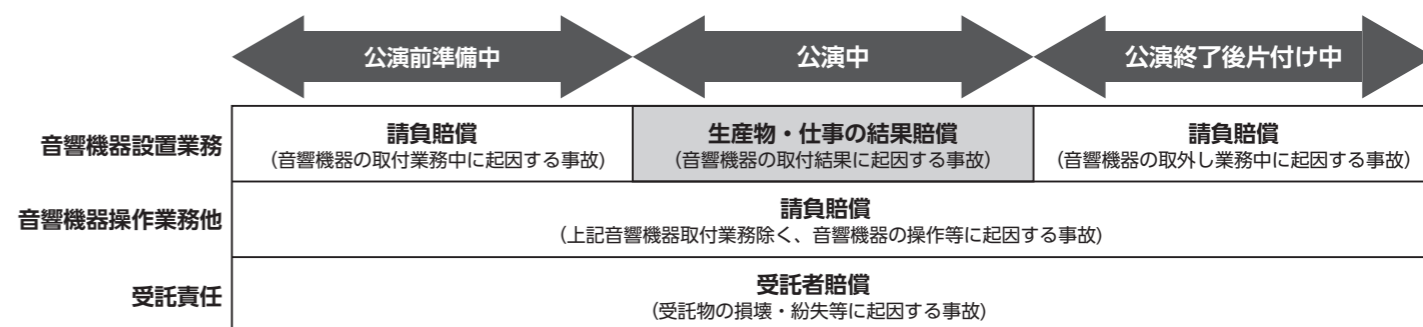 公演前準備中
公演中
公演終了後片付け中
音響機器設置業務
請負賠償
(音響機器の取付業務中に起因する事故)
生産物・仕事の結果賠償
(音響機器の取付結果に起因する事故)
請負賠償
(音響機器の取外し業務中に起因する事故)
音響機器操作業務他
請負賠償
(上記音響機器取付業務除く、音響機器の操作等に起因する事故)
受託責任
受託者賠償
(受託物の損壊・紛失等に起因する事故)